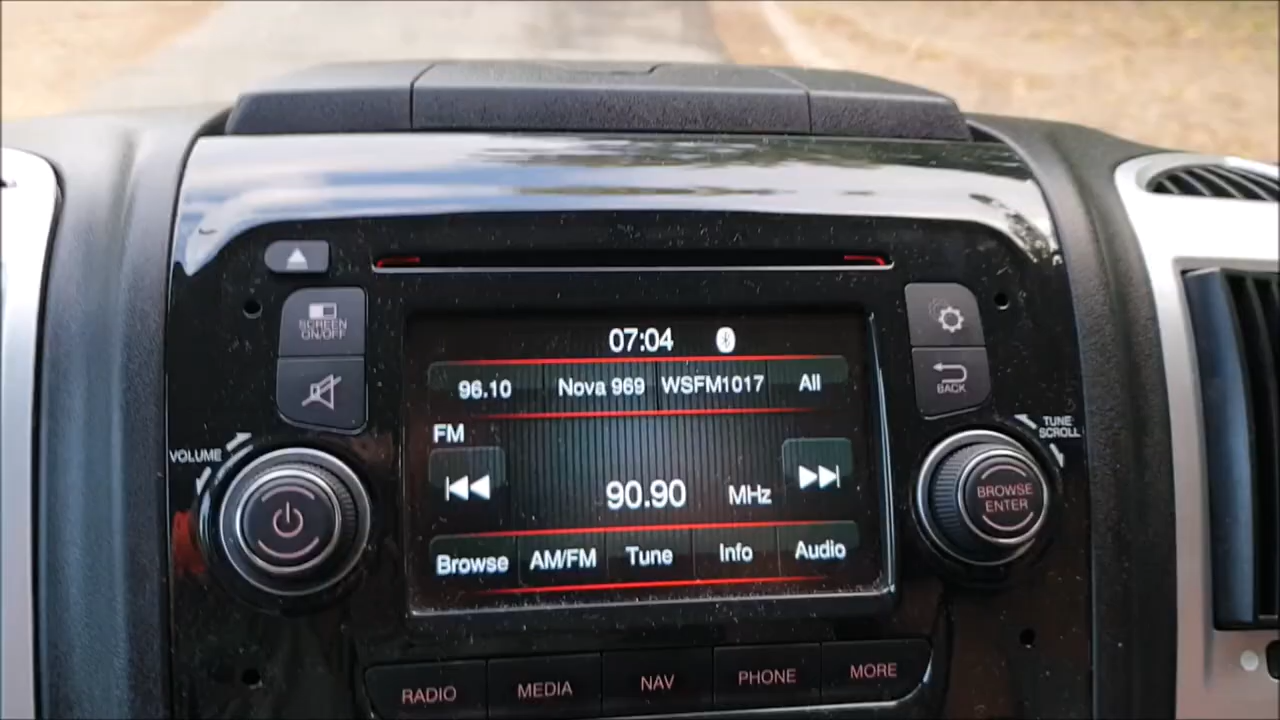 07:04
SCREEN
ON/OFF
96.10 Nova 969 WSFM1017 All
BACK
FM
VOLUME
TUNE
SCROLL
90.90 MHz
BROWSE
ENTER
Browse AM/FM Tune Info Audio
RADIO MEDIA NAV PHONE MORE